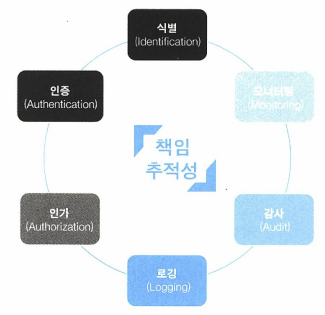 식별
(Identification)
인증
(Authentication)
모니터링
(Monitoring)
책임
추적성
인가
(Authorization)
감사
(Audit)
로깅
(Logging)